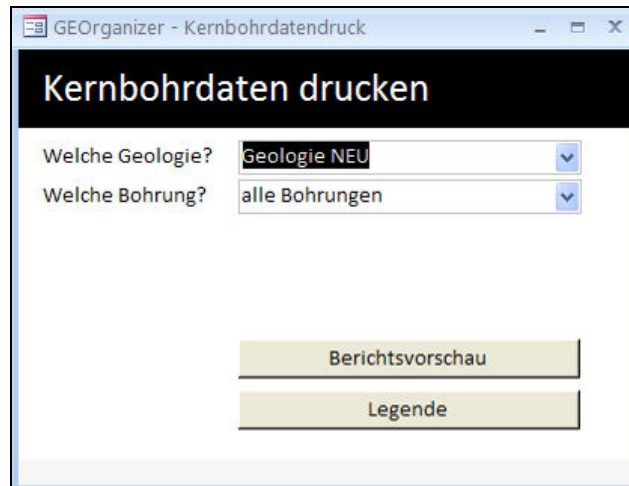 GEOrganizer - Kernbohrdatendruck
Kernbohrdaten drucken
Welche Geologie? Geologie NEU
Welche Bohrung? alle Bohrungen
Berichtsvorschau
Legende